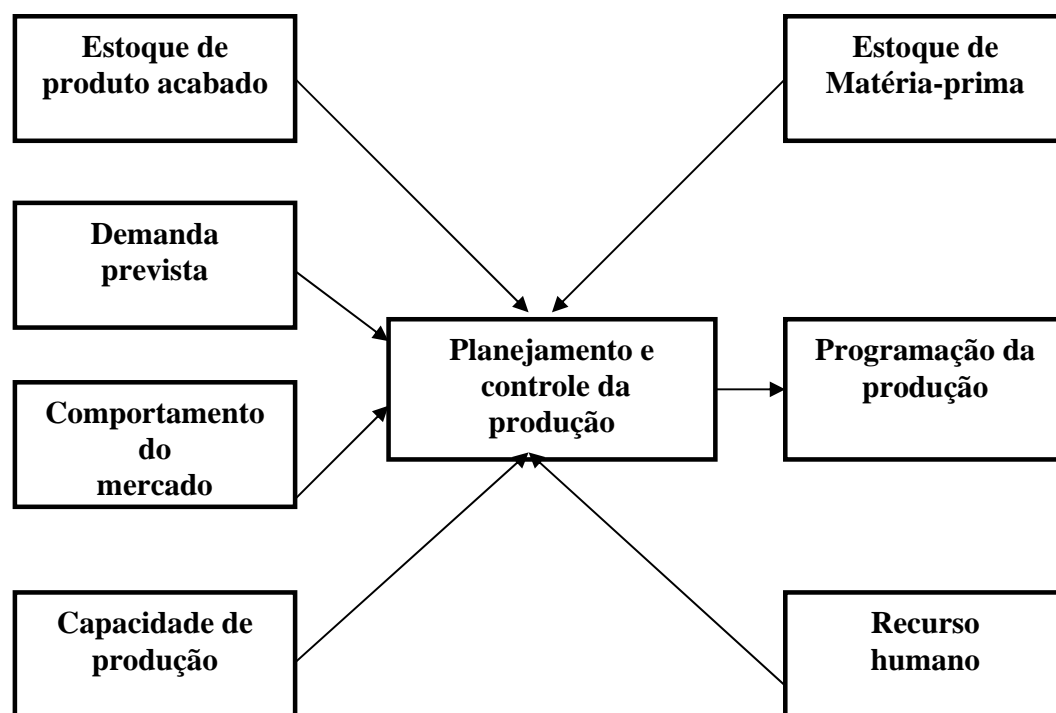 Estoque de
produto acabado
Estoque de
Matéria-prima
Demanda
prevista
Planejamento e
controle da
produção
Programação da
produção
Comportamento
do
mercado
Capacidade de
produção
Recurso
humano